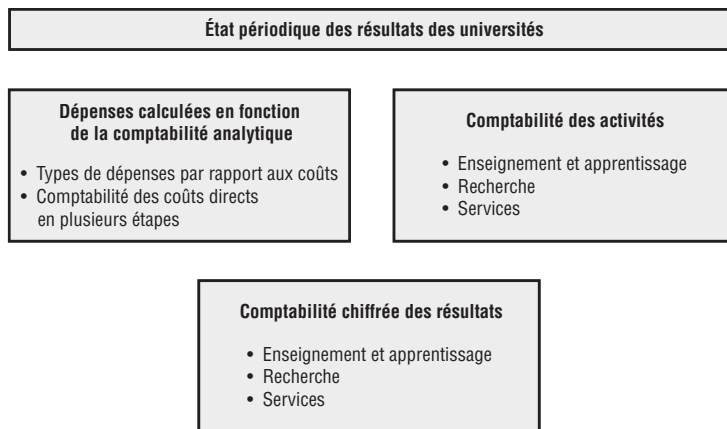 État périodique des résultats des universités
Dépenses calculées en fonction
de la comptabilité analytique
• Types de dépenses par rapport aux coûts
• Comptabilité des coûts directs
en plusieurs étapes
Comptabilité des activités
• Enseignement et apprentissage
• Recherche
• Services
Comptabilité chiffrée des résultats
• Enseignement et apprentissage
• Recherche
• Services